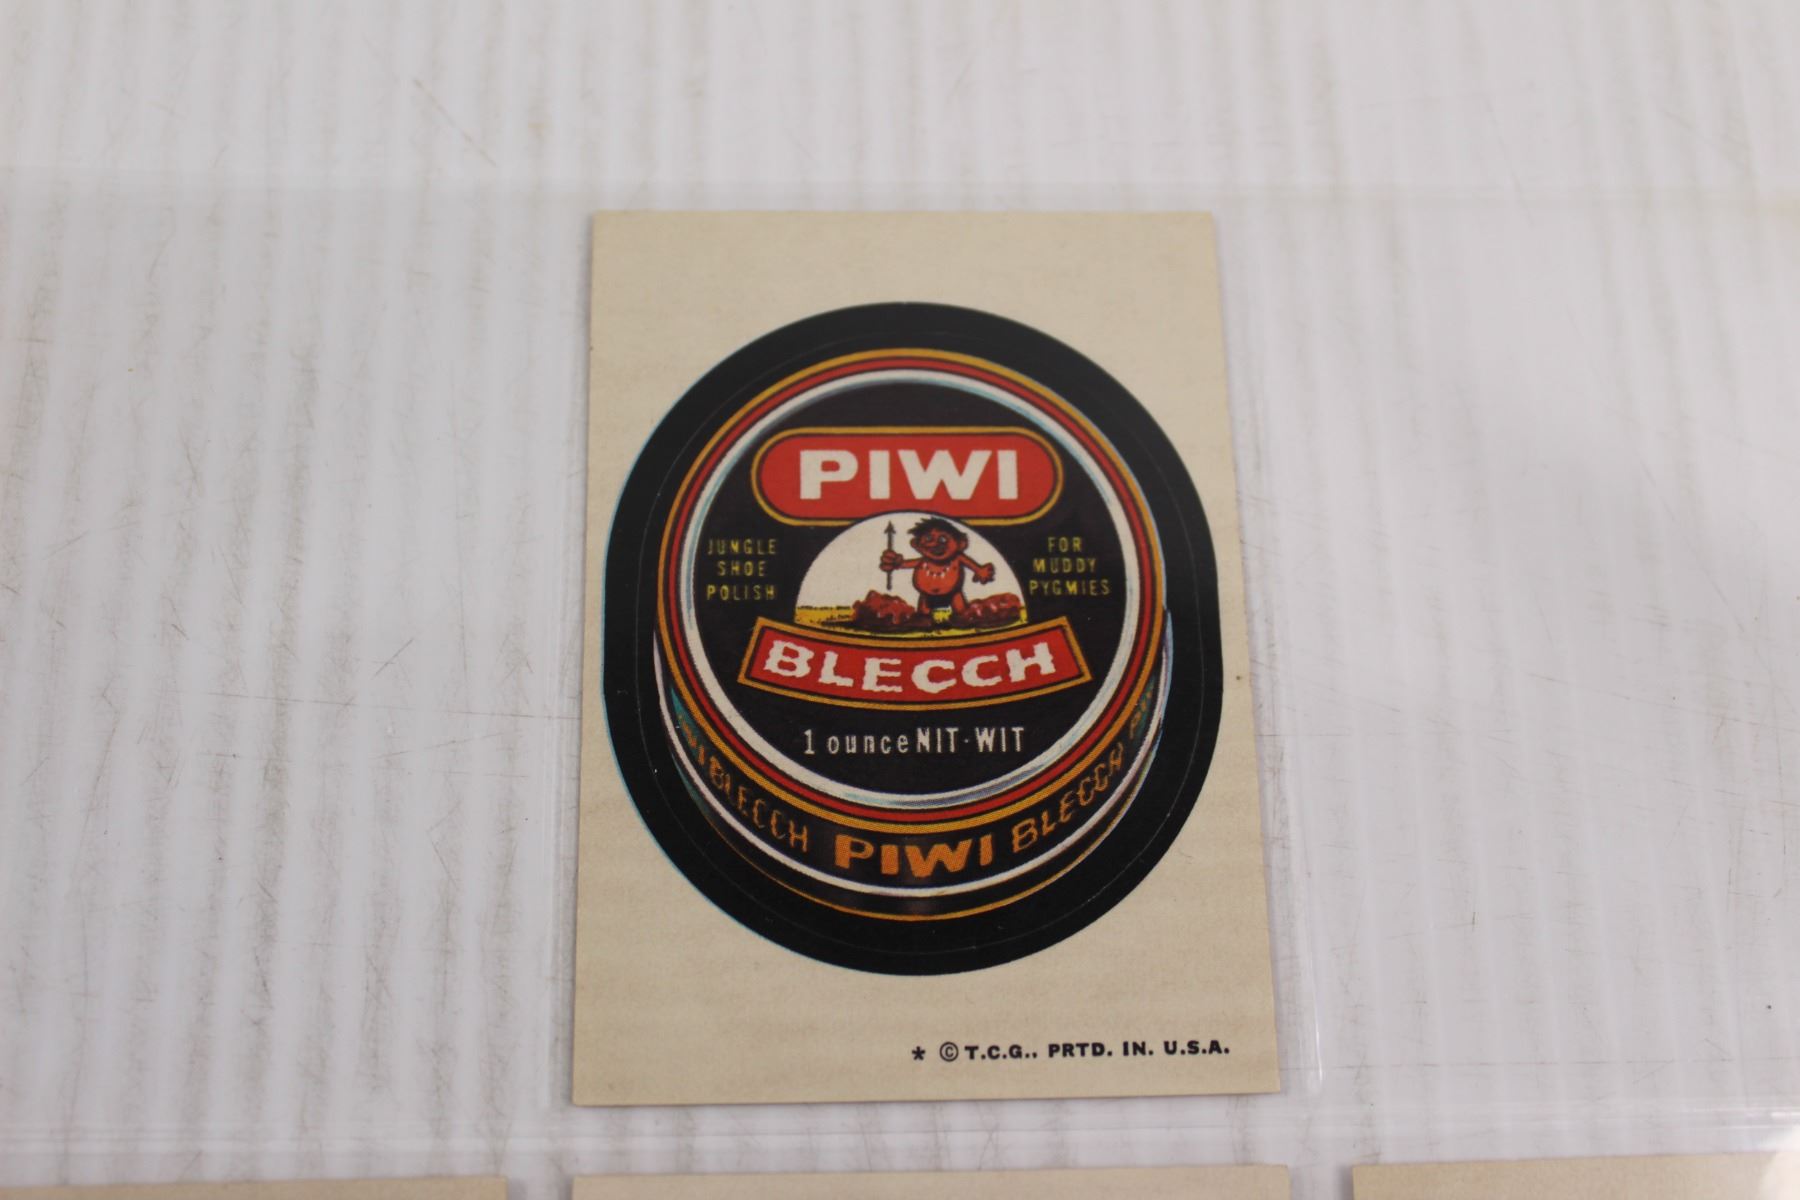 PIWI
JUNGLE
SHOE
POLISH
FOR
MUDDY
PYGMIES
BLECCH
1 ounce NIT-WIT
BLECCH PIWI BLECCH
* © T.C.G., PRTD. IN. U.S.A.